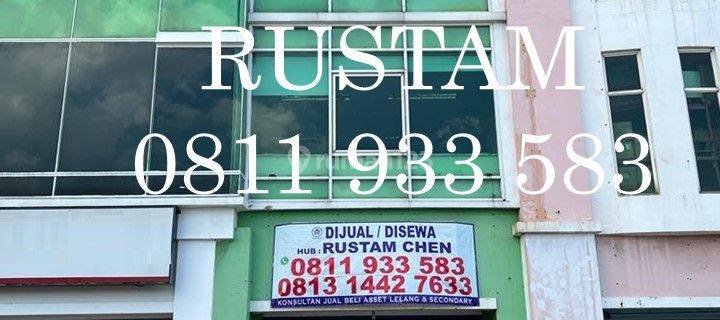 RUSTAM
0811 933 583
DIJUAL / DISEWA
HUB : RUSTAM CHEN
0811 933 583
0813 1442 7633
KONSULTAN JUAL BELI ASSET LELANG & SECONDARY